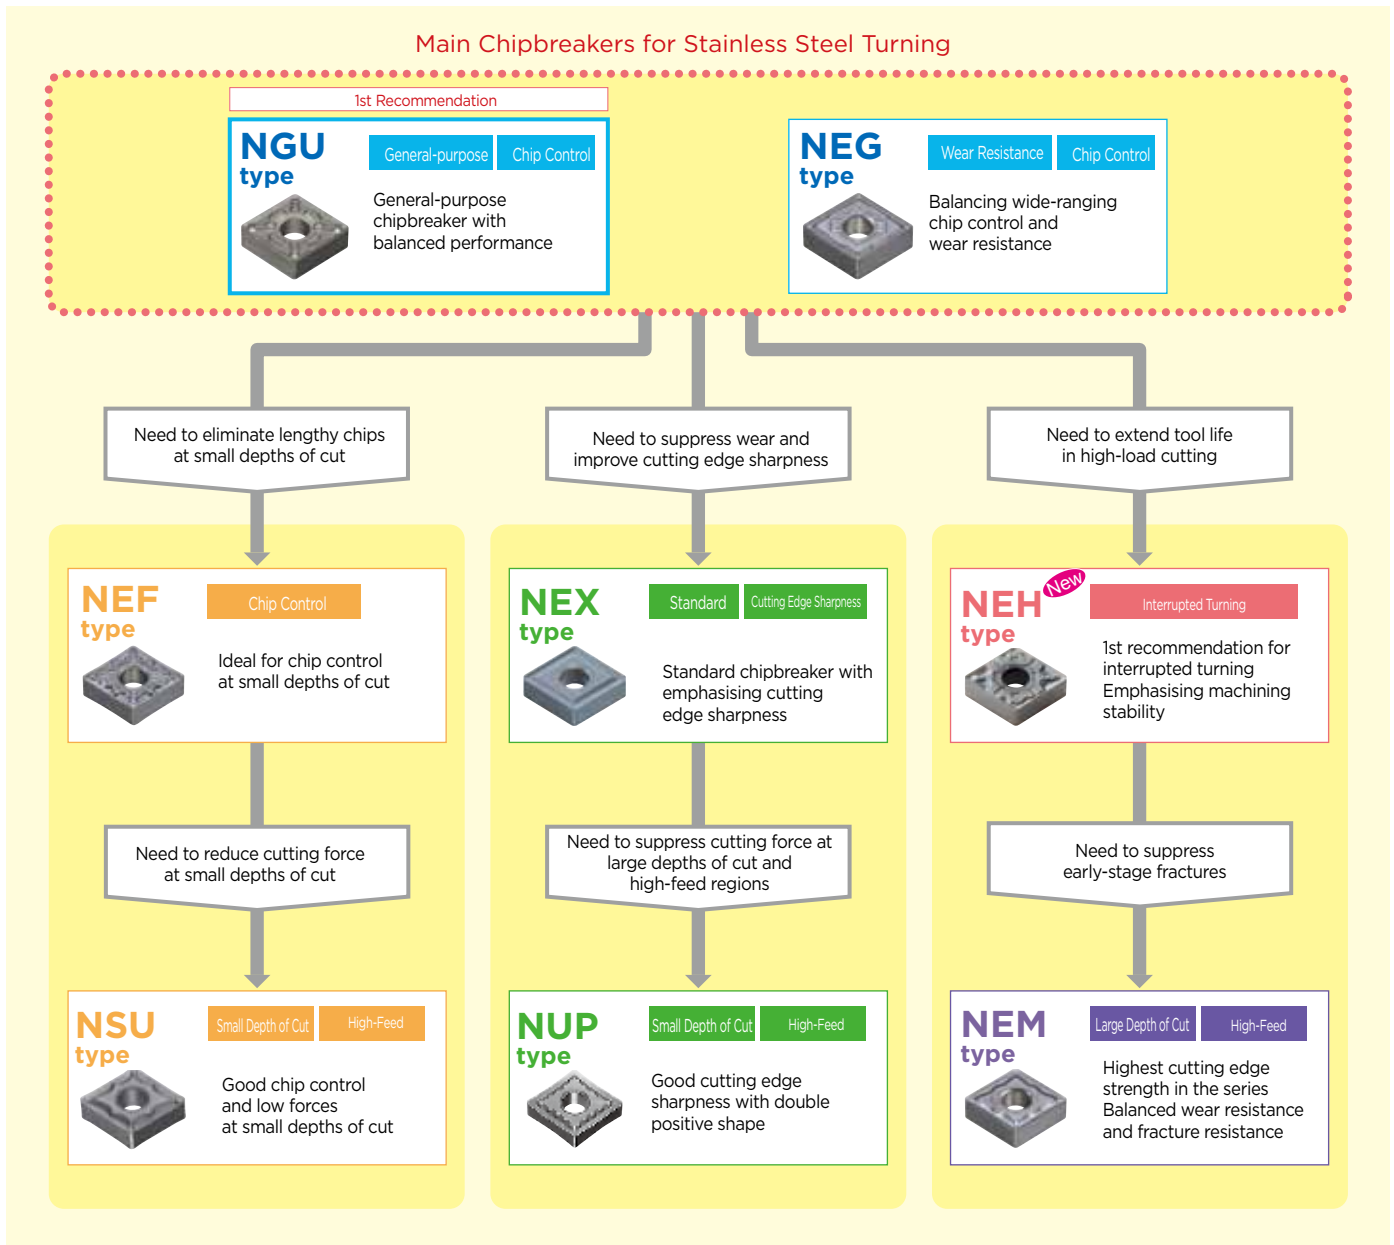 Main Chipbreakers for Stainless Steel Turning
1st Recommendation
NGU
type
General-purpose
Chip Control
General-purpose
chipbreaker with
balanced performance
NEG
type
Wear Resistance
Chip Control
Balancing wide-ranging
chip control and
wear resistance
Need to eliminate lengthy chips
at small depths of cut
Need to suppress wear and
improve cutting edge sharpness
Need to extend tool life
in high-load cutting
NEF
type
Chip Control
Ideal for chip control
at small depths of cut
NEX
type
Standard
Cutting Edge Sharpness
Standard chipbreaker with
emphasising cutting
edge sharpness
NEH
type
New
Interrupted Turning
1st recommendation for
interrupted turning
Emphasising machining
stability
Need to reduce cutting force
at small depths of cut
Need to suppress cutting force at
large depths of cut and
high-feed regions
Need to suppress
early-stage fractures
NSU
type
Small Depth of Cut
High-Feed
Good chip control
and low forces
at small depths of cut
NUP
type
Small Depth of Cut
High-Feed
Good cutting edge
sharpness with double
positive shape
NEM
type
Large Depth of Cut
High-Feed
Highest cutting edge
strength in the series
Balanced wear resistance
and fracture resistance